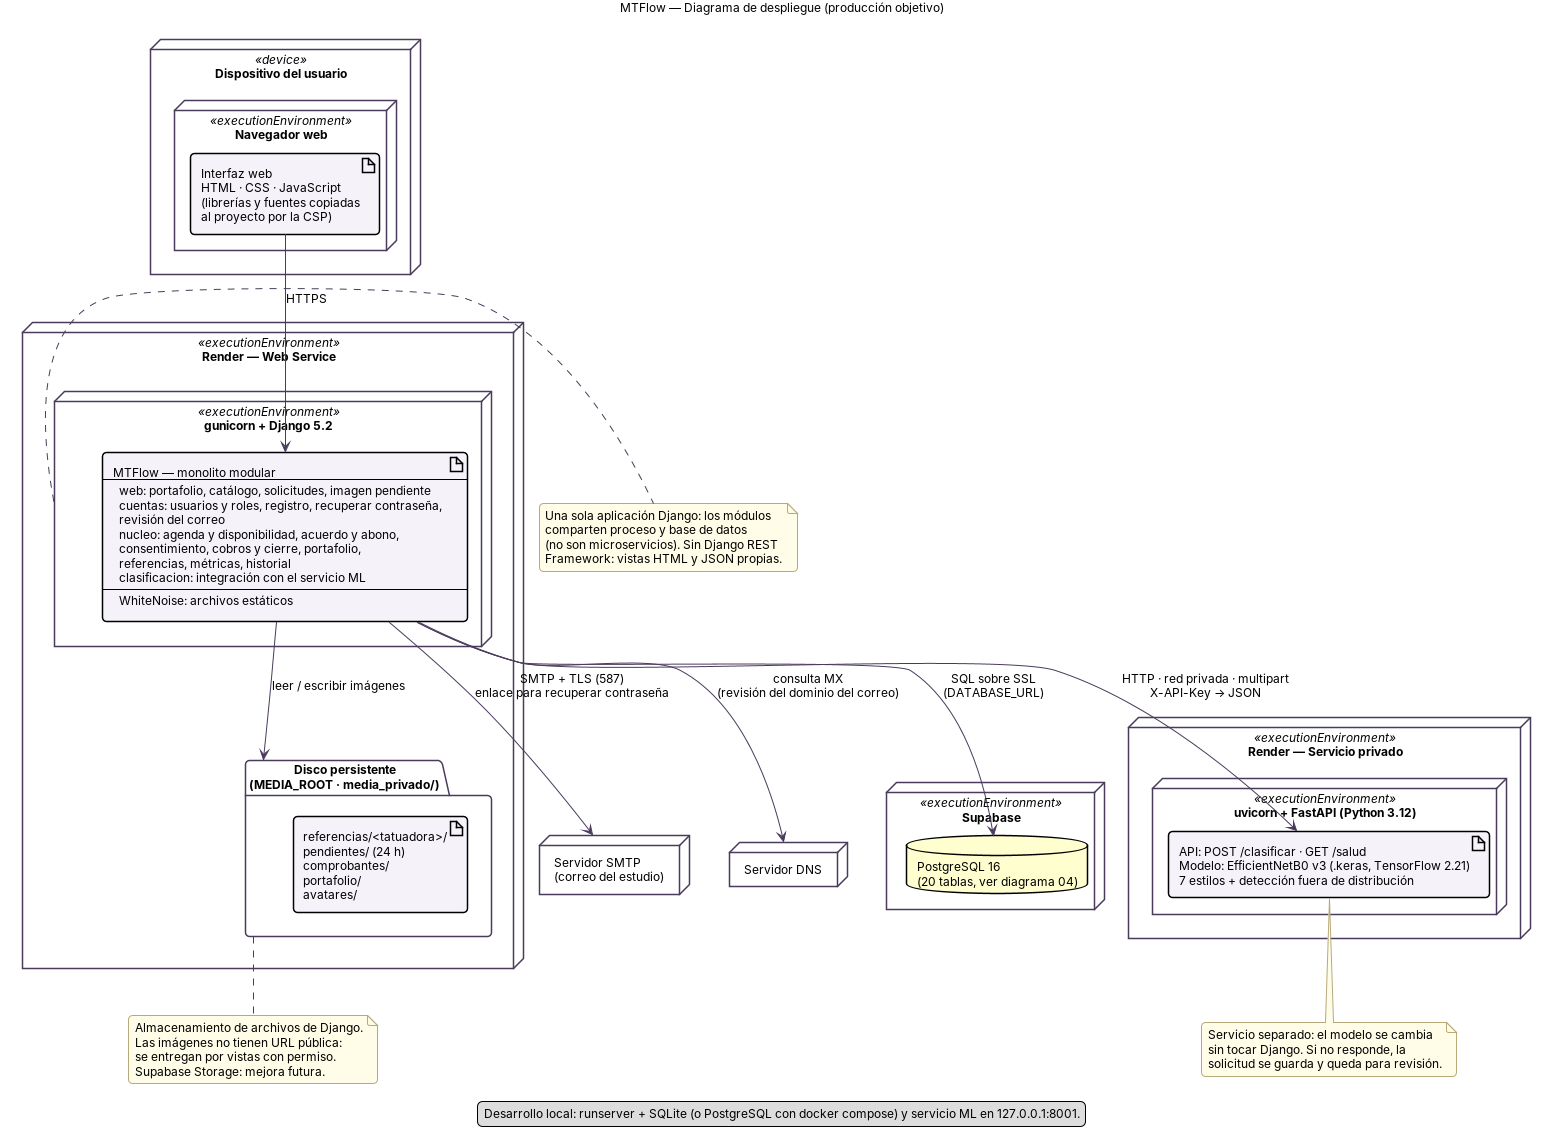 MTFlow — Diagrama de despliegue (producción objetivo)
«device»
Dispositivo del usuario
«executionEnvironment»
Navegador web
Interfaz web
HTML · CSS · JavaScript
(librerías y fuentes copiadas
al proyecto por la CSP)
HTTPS
«executionEnvironment»
Render — Web Service
«executionEnvironment»
gunicorn + Django 5.2
MTFlow — monolito modular
web: portafolio, catálogo, solicitudes, imagen pendiente
cuentas: usuarios y roles, registro, recuperar contraseña,
revisión del correo
nucleo: agenda y disponibilidad, acuerdo y abono,
consentimiento, cobros y cierre, portafolio,
referencias, métricas, historial
clasificacion: integración con el servicio ML
WhiteNoise: archivos estáticos
Una sola aplicación Django: los módulos
comparten proceso y base de datos
(no son microservicios). Sin Django REST
Framework: vistas HTML y JSON propias.
leer / escribir imágenes
SMTP + TLS (587)
enlace para recuperar contraseña
consulta MX
(revisión del dominio del correo)
SQL sobre SSL
(DATABASE_URL)
HTTP · red privada · multipart
X-API-Key → JSON
Disco persistente
(MEDIA_ROOT · media_privado/)
referencias/<tatuadora>/
pendientes/ (24 h)
comprobantes/
portafolio/
avatares/
Servidor SMTP
(correo del estudio)
Servidor DNS
«executionEnvironment»
Supabase
PostgreSQL 16
(20 tablas, ver diagrama 04)
«executionEnvironment»
Render — Servicio privado
«executionEnvironment»
uvicorn + FastAPI (Python 3.12)
API: POST /clasificar · GET /salud
Modelo: EfficientNetB0 v3 (.keras, TensorFlow 2.21)
7 estilos + detección fuera de distribución
Almacenamiento de archivos de Django.
Las imágenes no tienen URL pública:
se entregan por vistas con permiso.
Supabase Storage: mejora futura.
Servicio separado: el modelo se cambia
sin tocar Django. Si no responde, la
solicitud se guarda y queda para revisión.
Desarrollo local: runserver + SQLite (o PostgreSQL con docker compose) y servicio ML en 127.0.0.1:8001.